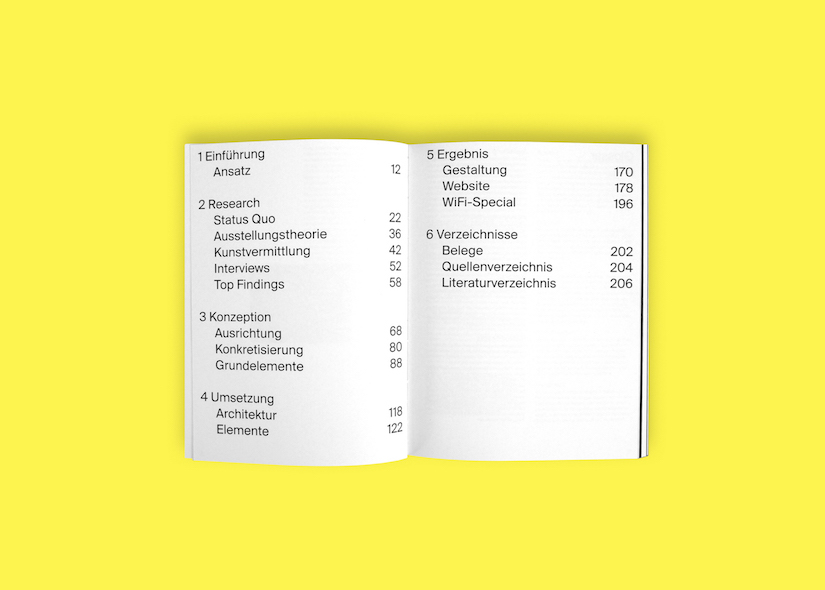 1 Einführung
Ansatz 12
2 Research
Status Quo 22
Ausstellungstheorie 36
Kunstvermittlung 42
Interviews 52
Top Findings 58
3 Konzeption
Ausrichtung 68
Konkretisierung 80
Grundelemente 88
4 Umsetzung
Architektur 118
Elemente 122
5 Ergebnis
Gestaltung 170
Website 178
WiFi-Special 196
6 Verzeichnisse
Belege 202
Quellenverzeichnis 204
Literaturverzeichnis 206